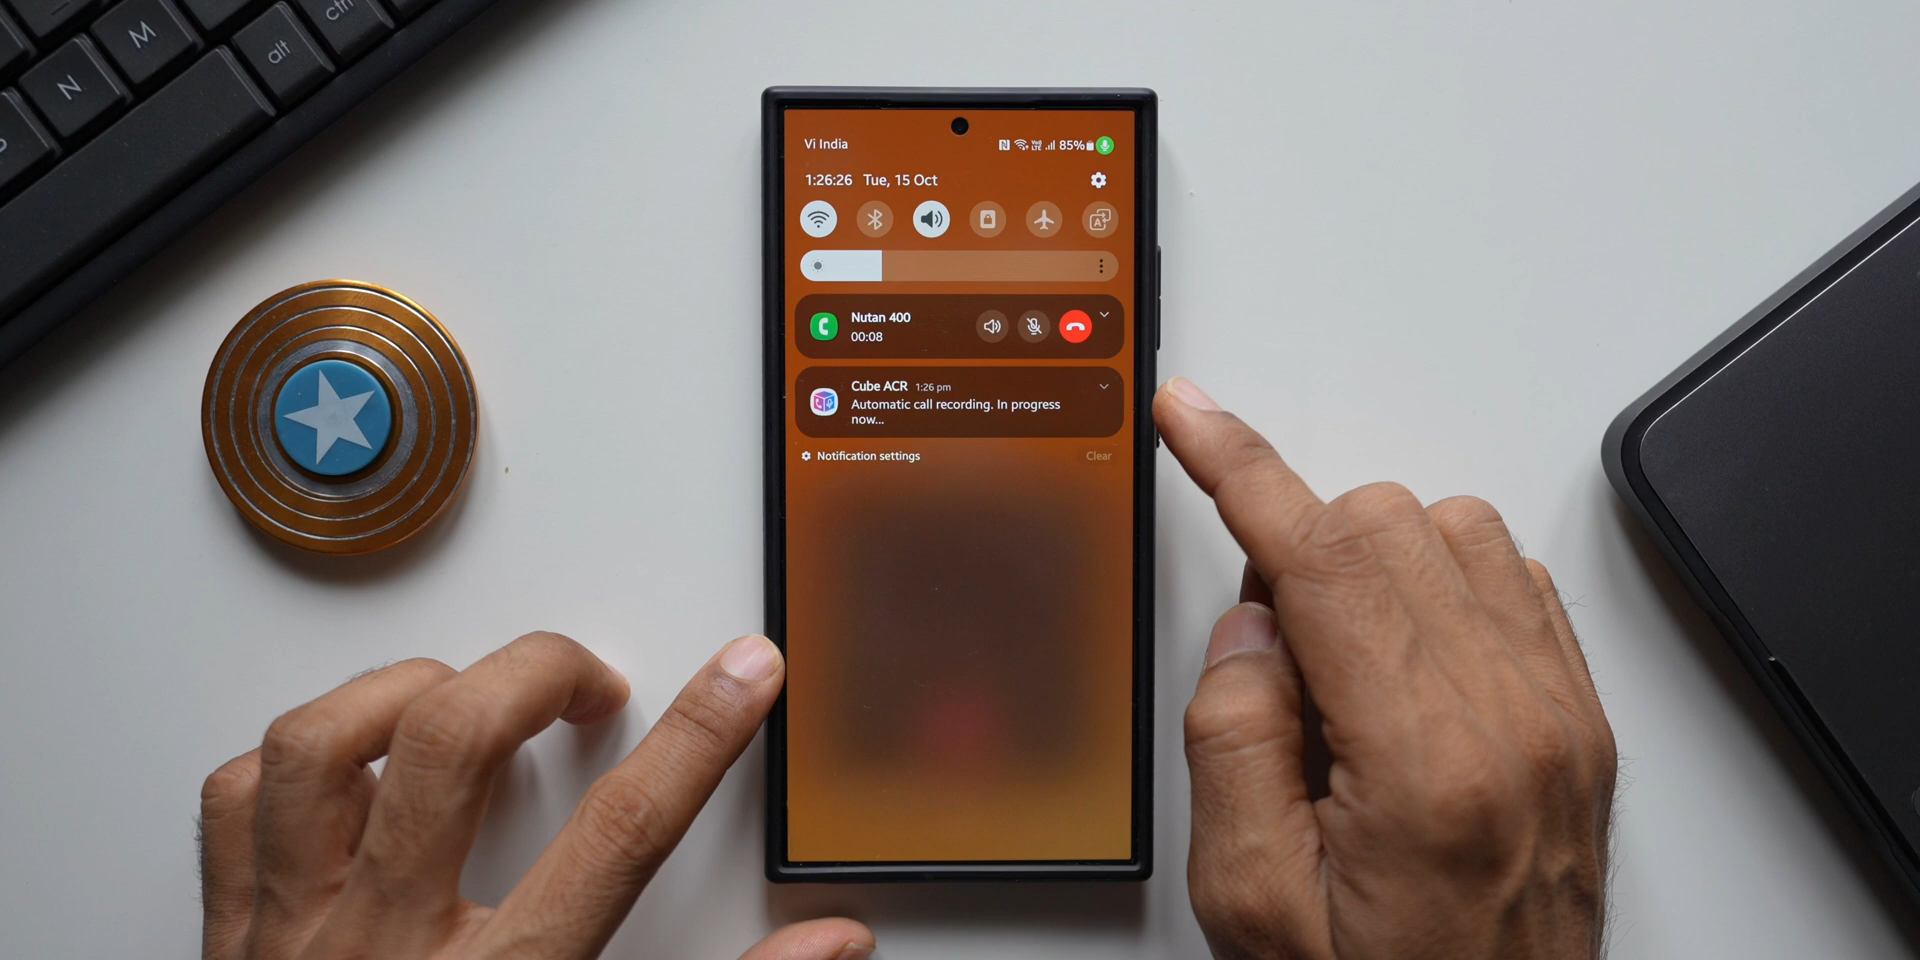 M
alt
ctrl
N
Vi India
85%
1:26:26 Tue, 15 Oct
Nutan 400
00:08
Cube ACR 1:26 pm
Automatic call recording. In progress
now...
Notification settings
Clear